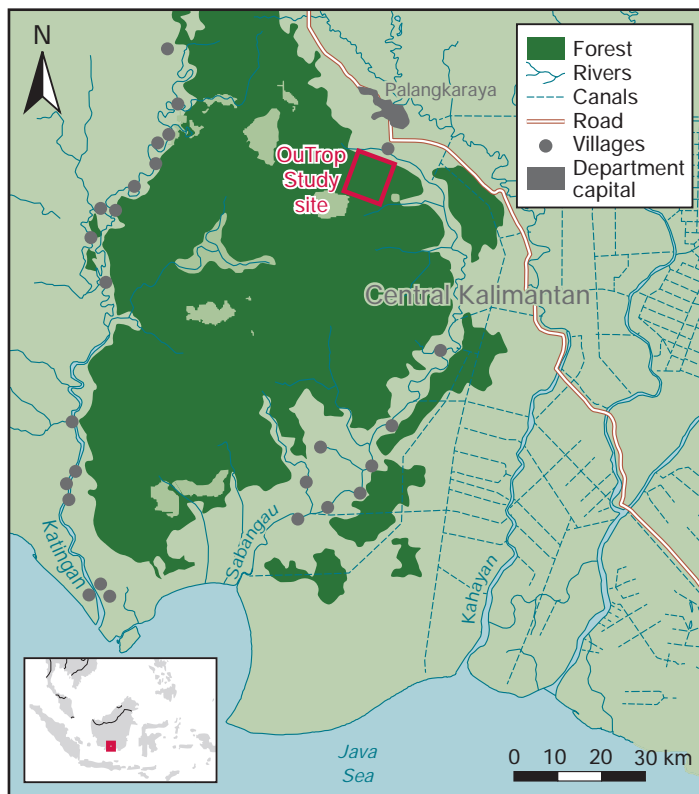 N
Forest
Rivers
Canals
Road
Villages
Department
capital
Palangkaraya
OuTrop
Study
site
Central Kalimantan
Katingan
Sabangau
Kahayan
Java
Sea
0 10 20 30 km